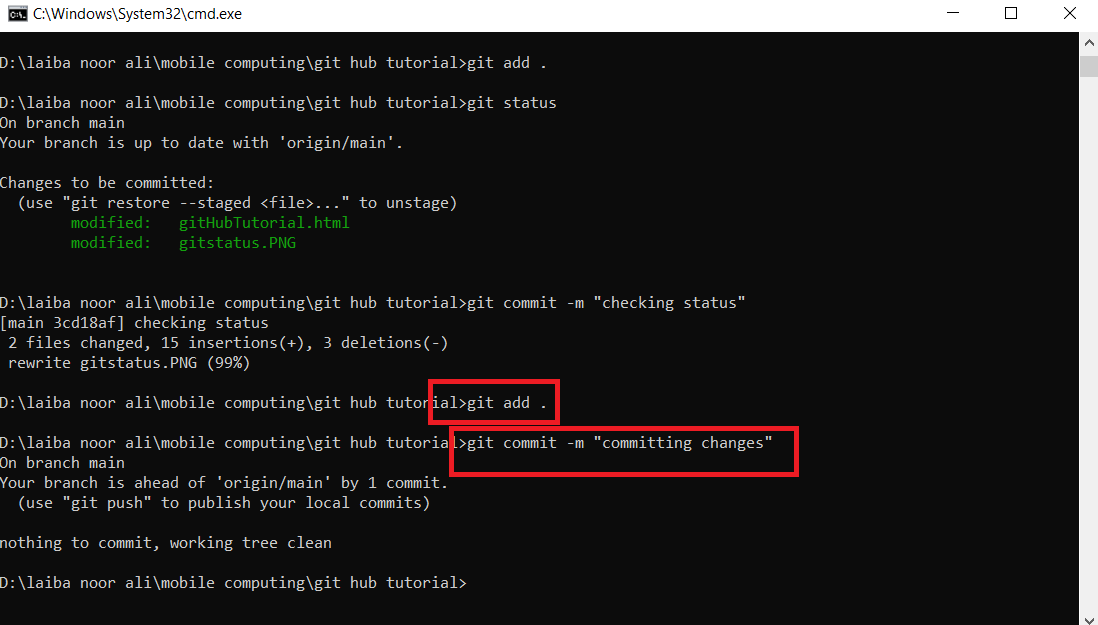 C:\Windows\System32\cmd.exe
D:\laiba noor ali\mobile computing\git hub tutorial>git add .
D:\laiba noor ali\mobile computing\git hub tutorial>git status
On branch main
Your branch is up to date with 'origin/main'.
Changes to be committed:
  (use "git restore --staged <file>..." to unstage)
        modified:   gitHubTutorial.html
        modified:   gitstatus.PNG
D:\laiba noor ali\mobile computing\git hub tutorial>git commit -m "checking status"
[main 3cd18af] checking status
 2 files changed, 15 insertions(+), 3 deletions(-)
 rewrite gitstatus.PNG (99%)
D:\laiba noor ali\mobile computing\git hub tutorial>git add .
D:\laiba noor ali\mobile computing\git hub tutorial>git commit -m "committing changes"
On branch main
Your branch is ahead of 'origin/main' by 1 commit.
  (use "git push" to publish your local commits)
nothing to commit, working tree clean
D:\laiba noor ali\mobile computing\git hub tutorial>